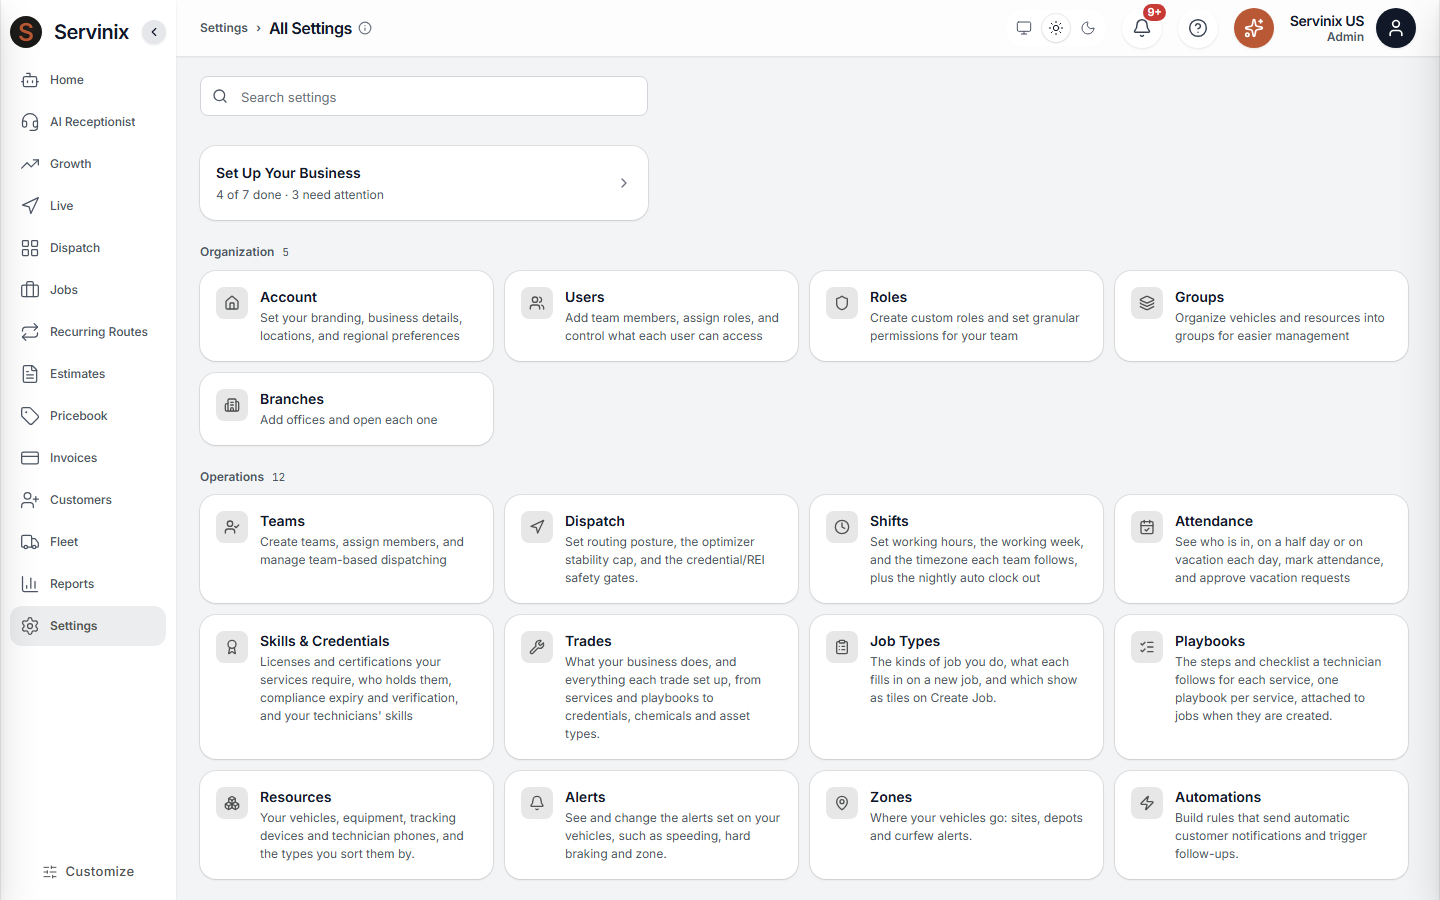 S Servinix
Settings › All Settings
9+
Servinix US
Admin
Home
AI Receptionist
Growth
Live
Dispatch
Jobs
Recurring Routes
Estimates
Pricebook
Invoices
Customers
Fleet
Reports
Settings
Customize
Search settings
Set Up Your Business
4 of 7 done · 3 need attention
Organization 5
Account
Set your branding, business details,
locations, and regional preferences
Users
Add team members, assign roles, and
control what each user can access
Roles
Create custom roles and set granular
permissions for your team
Groups
Organize vehicles and resources into
groups for easier management
Branches
Add offices and open each one
Operations 12
Teams
Create teams, assign members, and
manage team-based dispatching
Dispatch
Set routing posture, the optimizer
stability cap, and the credential/REI
safety gates.
Shifts
Set working hours, the working week,
and the timezone each team follows,
plus the nightly auto clock out
Attendance
See who is in, on a half day or on
vacation each day, mark attendance,
and approve vacation requests
Skills & Credentials
Licenses and certifications your
services require, who holds them,
compliance expiry and verification,
and your technicians' skills
Trades
What your business does, and
everything each trade set up, from
services and playbooks to
credentials, chemicals and asset
types.
Job Types
The kinds of job you do, what each
fills in on a new job, and which show
as tiles on Create Job.
Playbooks
The steps and checklist a technician
follows for each service, one
playbook per service, attached to
jobs when they are created.
Resources
Your vehicles, equipment, tracking
devices and technician phones, and
the types you sort them by.
Alerts
See and change the alerts set on your
vehicles, such as speeding, hard
braking and zone.
Zones
Where your vehicles go: sites, depots
and curfew alerts.
Automations
Build rules that send automatic
customer notifications and trigger
follow-ups.